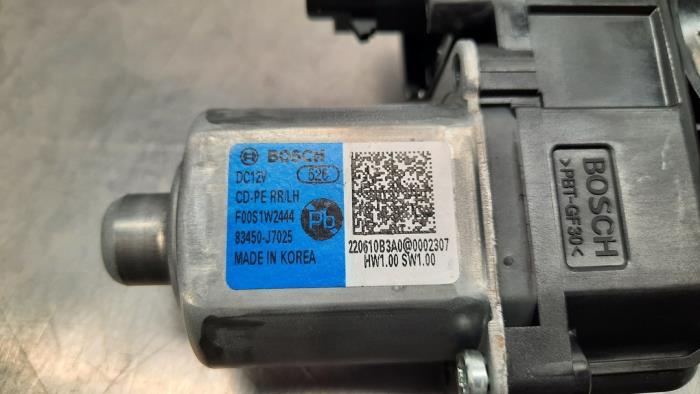 BOSCH
DC12V 526
CD-PE RR/LH
F00S1W2444
83450-J7025
MADE IN KOREA
Pb
220610B3A0@0002307
HW1.00 SW1.00
BOSCH
>PBT-GF30<